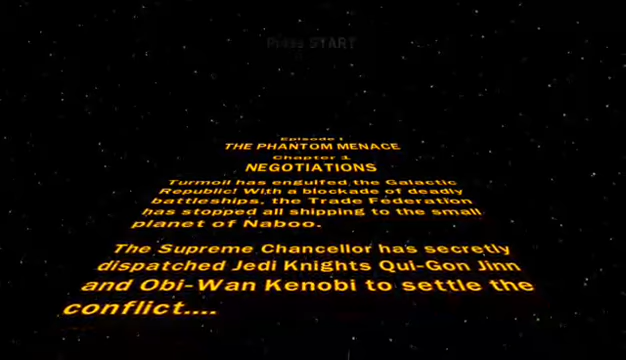 Press START
Episode I
THE PHANTOM MENACE
Chapter 1
NEGOTIATIONS
Turmoil has engulfed the Galactic
Republic! With a blockade of deadly
battleships, the Trade Federation
has stopped all shipping to the small
planet of Naboo.
The Supreme Chancellor has secretly
dispatched Jedi Knights Qui-Gon Jinn
and Obi-Wan Kenobi to settle the
conflict....